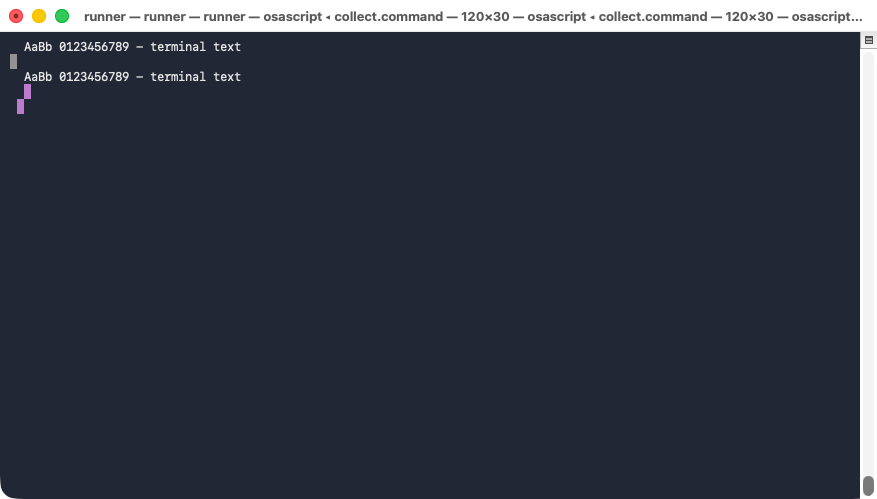 runner — runner — runner — osascript ◂ collect.command — 120×30 — osascript ◂ collect.command — 120×30 — osascript...
AaBb 0123456789 — terminal text
AaBb 0123456789 — terminal text